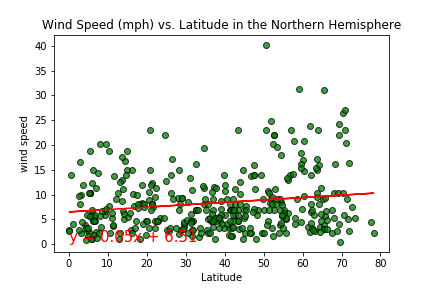 Wind Speed (mph) vs. Latitude in the Northern Hemisphere
40
35
30
25
20
15
10
5
0
wind speed
y = 0.05x + 6.51
0 10 20 30 40 50 60 70 80
Latitude